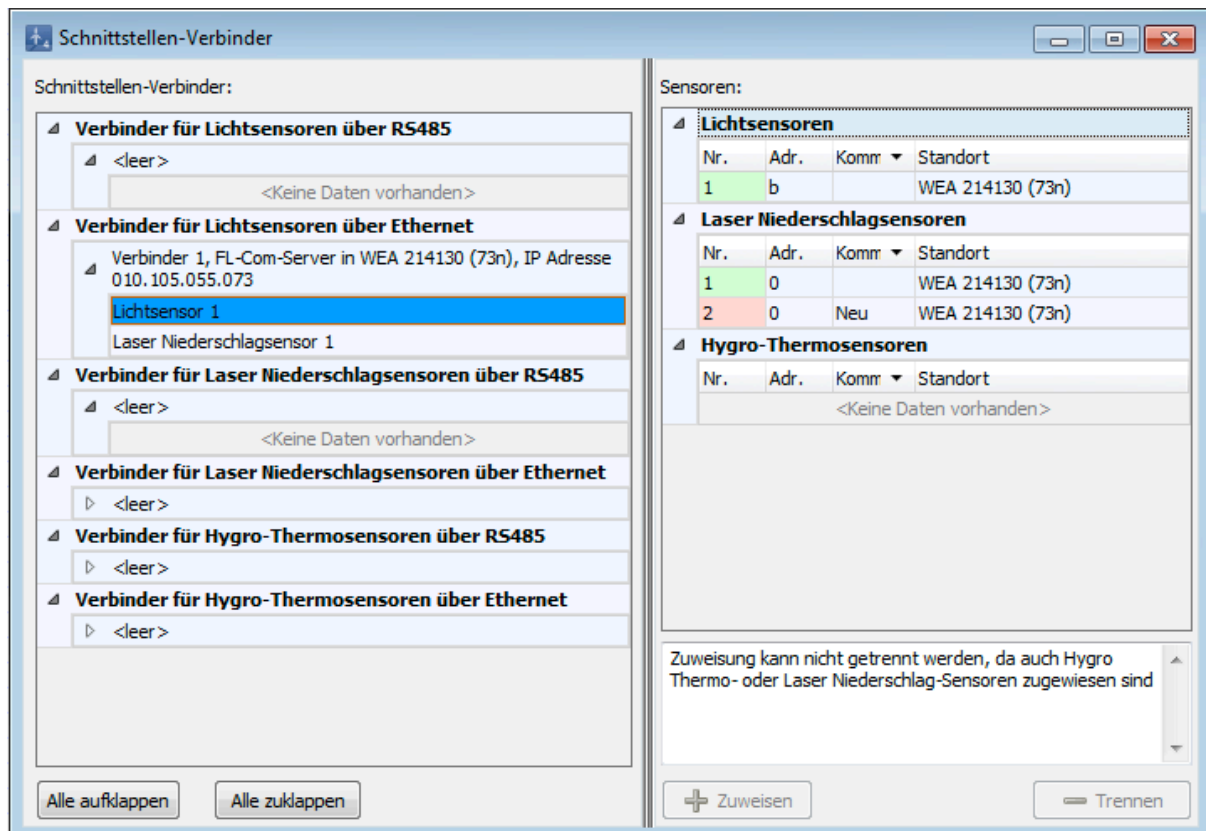 Schnittstellen-Verbinder
Schnittstellen-Verbinder:
Verbinder für Lichtsensoren über RS485
<leer>
<Keine Daten vorhanden>
Verbinder für Lichtsensoren über Ethernet
Verbinder 1, FL-Com-Server in WEA 214130 (73n), IP Adresse
010.105.055.073
Lichtsensor 1
Laser Niederschlagsensor 1
Verbinder für Laser Niederschlagsensoren über RS485
<leer>
<Keine Daten vorhanden>
Verbinder für Laser Niederschlagsensoren über Ethernet
<leer>
Verbinder für Hygro-Thermosensoren über RS485
<leer>
Verbinder für Hygro-Thermosensoren über Ethernet
<leer>
Alle aufklappen
Alle zuklappen
Sensoren:
Lichtsensoren
Nr. Adr. Komm Standort
1 b WEA 214130 (73n)
Laser Niederschlagsensoren
Nr. Adr. Komm Standort
1 0 WEA 214130 (73n)
2 0 Neu WEA 214130 (73n)
Hygro-Thermosensoren
Nr. Adr. Komm Standort
<Keine Daten vorhanden>
Zuweisung kann nicht getrennt werden, da auch Hygro
Thermo- oder Laser Niederschlag-Sensoren zugewiesen sind
Zuweisen
Trennen